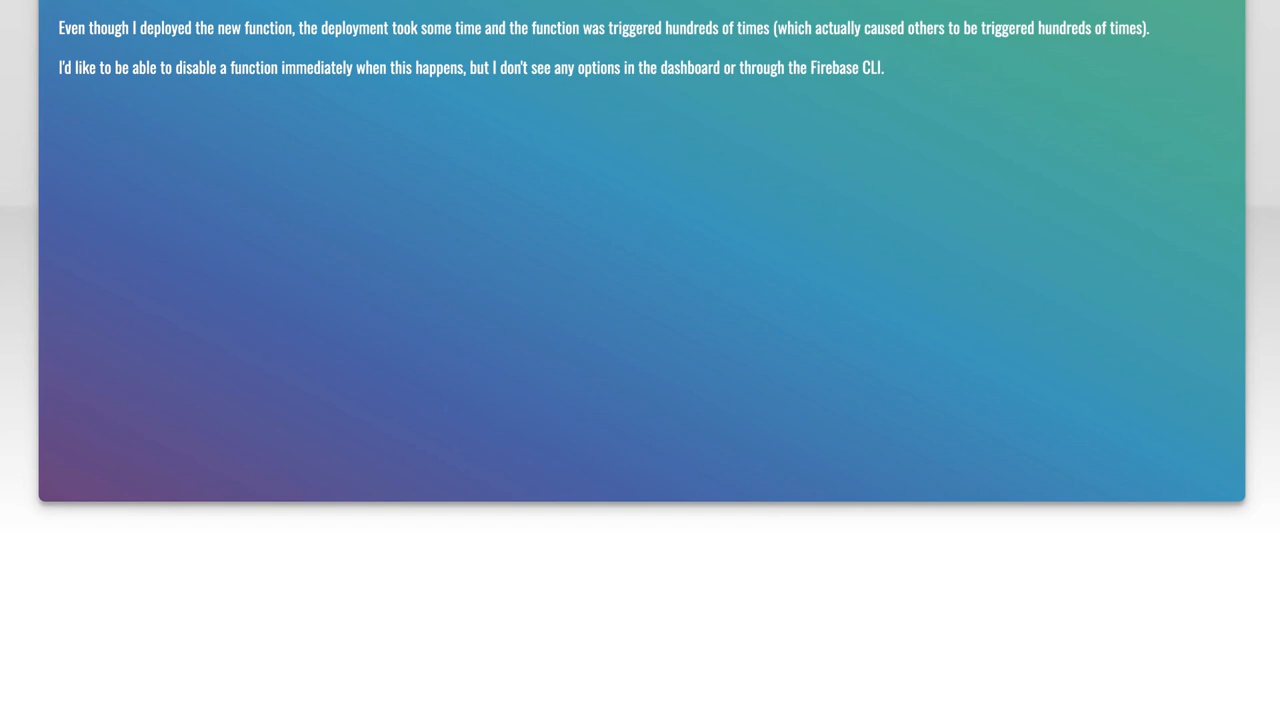 Even though I deployed the new function, the deployment took some time and the function was triggered hundreds of times (which actually caused others to be triggered hundreds of times).
I'd like to be able to disable a function immediately when this happens, but I don't see any options in the dashboard or through the Firebase CLI.